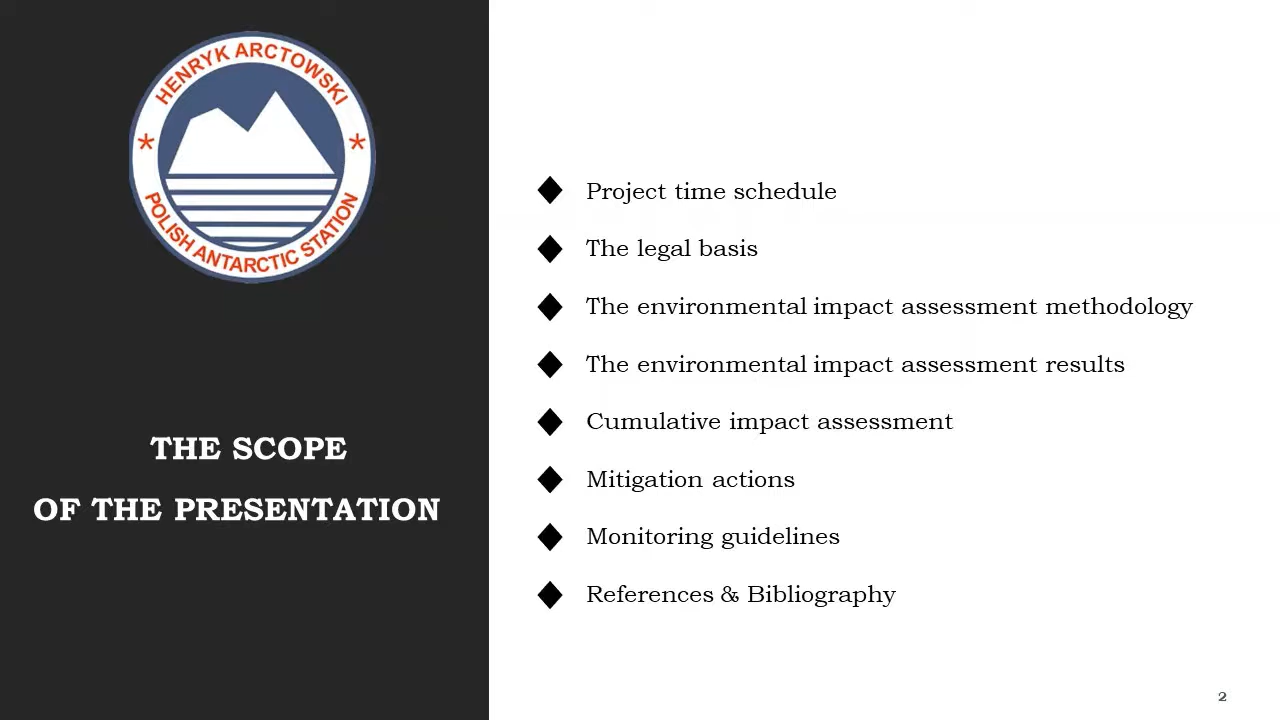 HENRYK ARCTOWSKI
* *
POLISH ANTARCTIC STATION
THE SCOPE
OF THE PRESENTATION
Project time schedule
The legal basis
The environmental impact assessment methodology
The environmental impact assessment results
Cumulative impact assessment
Mitigation actions
Monitoring guidelines
References & Bibliography
2